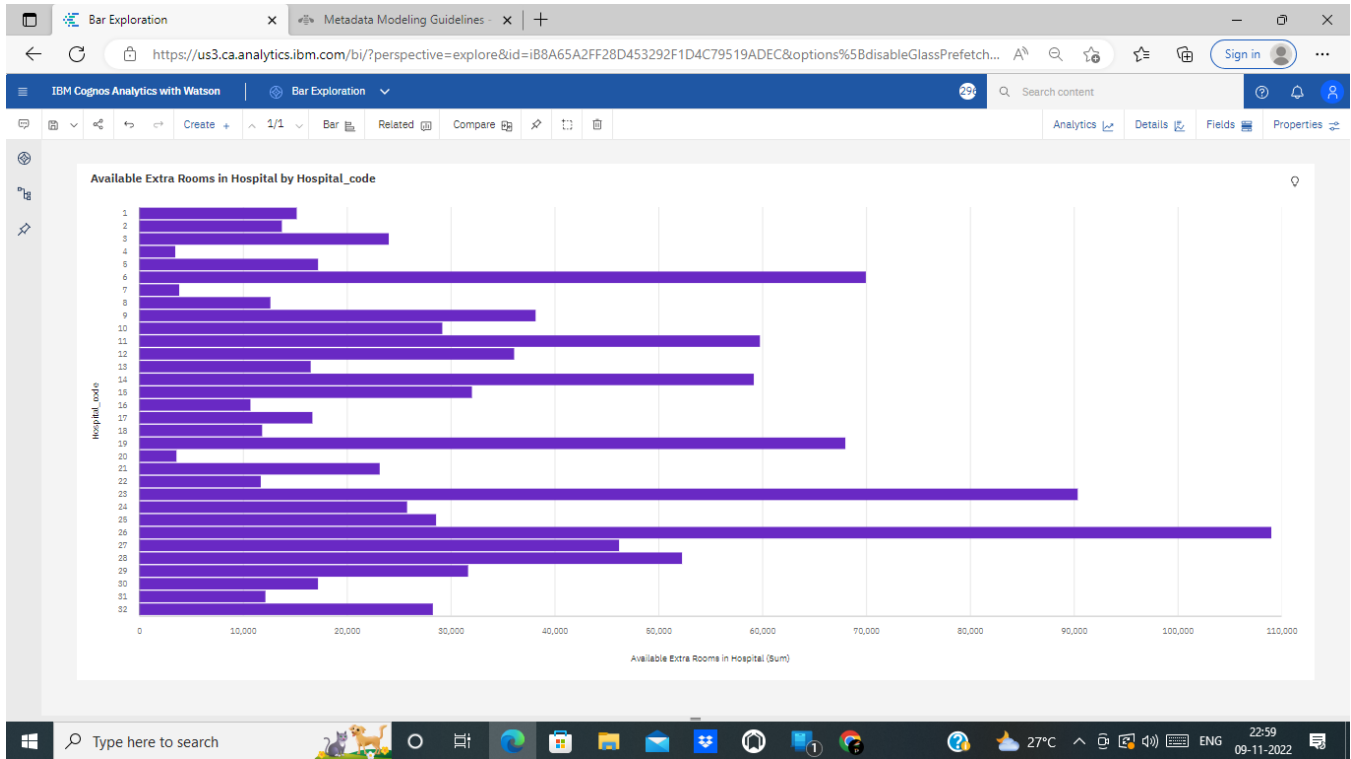 Bar Exploration
Metadata Modeling Guidelines -
https://us3.ca.analytics.ibm.com/bi/?perspective=explore&id=iB8A65A2FF28D453292F1D4C79519ADEC&options%5BdisableGlassPrefetch...
Sign in
IBM Cognos Analytics with Watson
Bar Exploration
296
Search content
Create +
1/1
Bar
Related
Compare
Analytics
Details
Fields
Properties
Available Extra Rooms in Hospital by Hospital_code
Hospital_code
1
2
3
4
5
6
7
8
9
10
11
12
13
14
15
16
17
18
19
20
21
22
23
24
25
26
27
28
29
30
31
32
0 10,000 20,000 30,000 40,000 50,000 60,000 70,000 80,000 90,000 100,000 110,000
Available Extra Rooms in Hospital (Sum)
Type here to search
1
27°C
ENG
22:59
09-11-2022